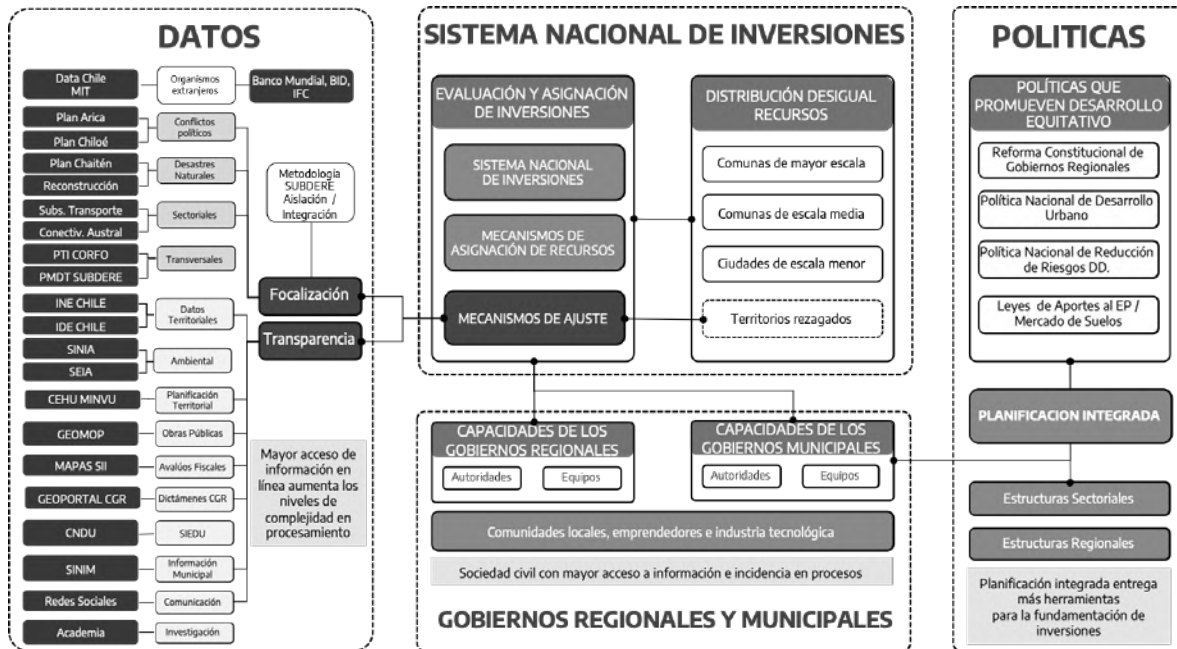 DATOS
Data Chile
MIT
Organismos
extranjeros
Banco Mundial, BID,
IFC
Plan Arica
Plan Chiloé
Conflictos
políticos
Plan Chaitén
Reconstrucción
Desastres
Naturales
Subs. Transporte
Conectiv. Austral
Sectoriales
PTI CORFO
PMDT SUBDERE
Transversales
INE CHILE
IDE CHILE
Datos
Territoriales
SINIA
SEIA
Ambiental
CEHU MINVU
Planificación
Territorial
GEOMOP
Obras Públicas
MAPAS SII
Avalúos Fiscales
GEOPORTAL CGR
Dictámenes CGR
CNDU
SIEDU
SINIM
Información
Municipal
Redes Sociales
Comunicación
Academia
Investigación
Metodología
SUBDERE
Aislación /
Integración
Focalización
Transparencia
Mayor acceso de
información en
línea aumenta los
niveles de
complejidad en
procesamiento
SISTEMA NACIONAL DE INVERSIONES
EVALUACIÓN Y ASIGNACIÓN
DE INVERSIONES
SISTEMA NACIONAL
DE INVERSIONES
MECANISMOS DE
ASIGNACIÓN DE RECURSOS
MECANISMOS DE AJUSTE
DISTRIBUCIÓN DESIGUAL
RECURSOS
Comunas de mayor escala
Comunas de escala media
Ciudades de escala menor
Territorios rezagados
CAPACIDADES DE LOS
GOBIERNOS REGIONALES
Autoridades
Equipos
CAPACIDADES DE LOS
GOBIERNOS MUNICIPALES
Autoridades
Equipos
Comunidades locales, emprendedores e industria tecnológica
Sociedad civil con mayor acceso a información e incidencia en procesos
GOBIERNOS REGIONALES Y MUNICIPALES
POLITICAS
POLÍTICAS QUE
PROMUEVEN DESARROLLO
EQUITATIVO
Reforma Constitucional de
Gobiernos Regionales
Política Nacional de Desarrollo
Urbano
Política Nacional de Reducción
de Riesgos DD.
Leyes de Aportes al EP /
Mercado de Suelos
PLANIFICACION INTEGRADA
Estructuras Sectoriales
Estructuras Regionales
Planificación integrada entrega
más herramientas
para la fundamentación de
inversiones